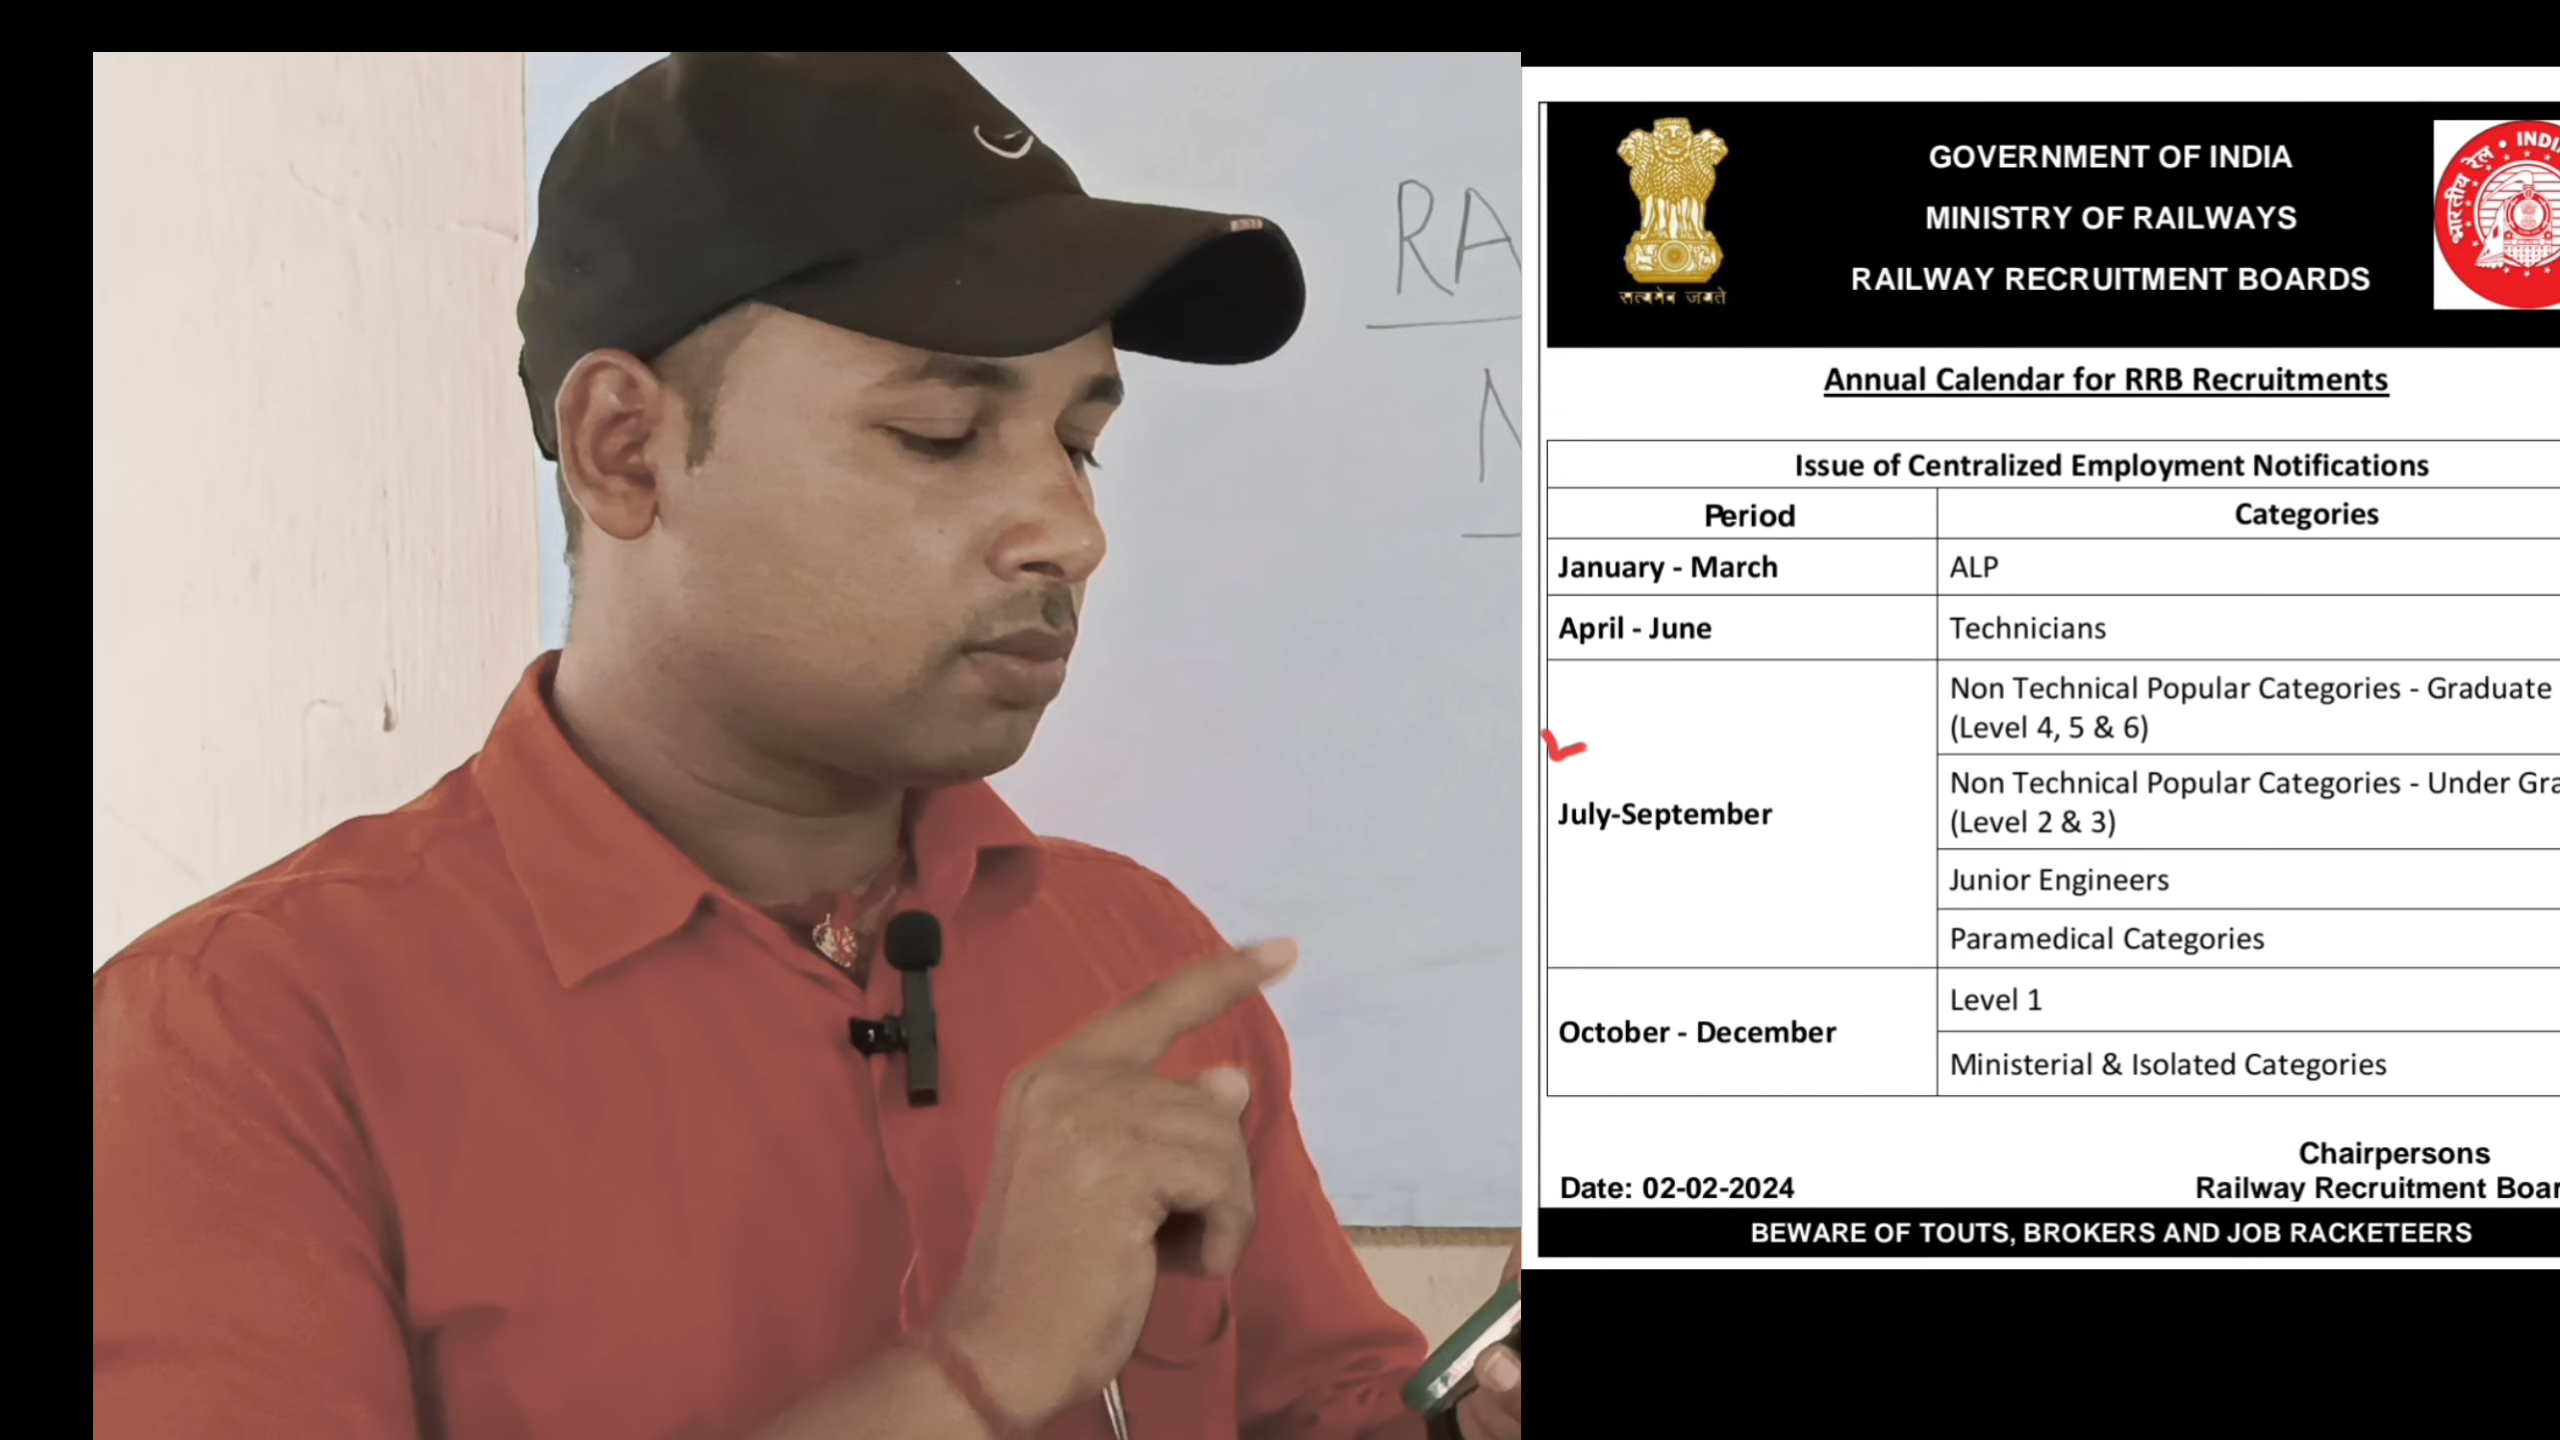 RA
N
GOVERNMENT OF INDIA
MINISTRY OF RAILWAYS
RAILWAY RECRUITMENT BOARDS
सत्यमेव जयते
भारतीय रेल • INDIA
Annual Calendar for RRB Recruitments
Issue of Centralized Employment Notifications
Period Categories
January - March ALP
April - June Technicians
July-September
Non Technical Popular Categories - Graduate
(Level 4, 5 & 6)
Non Technical Popular Categories - Under Gra
(Level 2 & 3)
Junior Engineers
Paramedical Categories
October - December
Level 1
Ministerial & Isolated Categories
Chairpersons
Date: 02-02-2024 Railway Recruitment Boar
BEWARE OF TOUTS, BROKERS AND JOB RACKETEERS